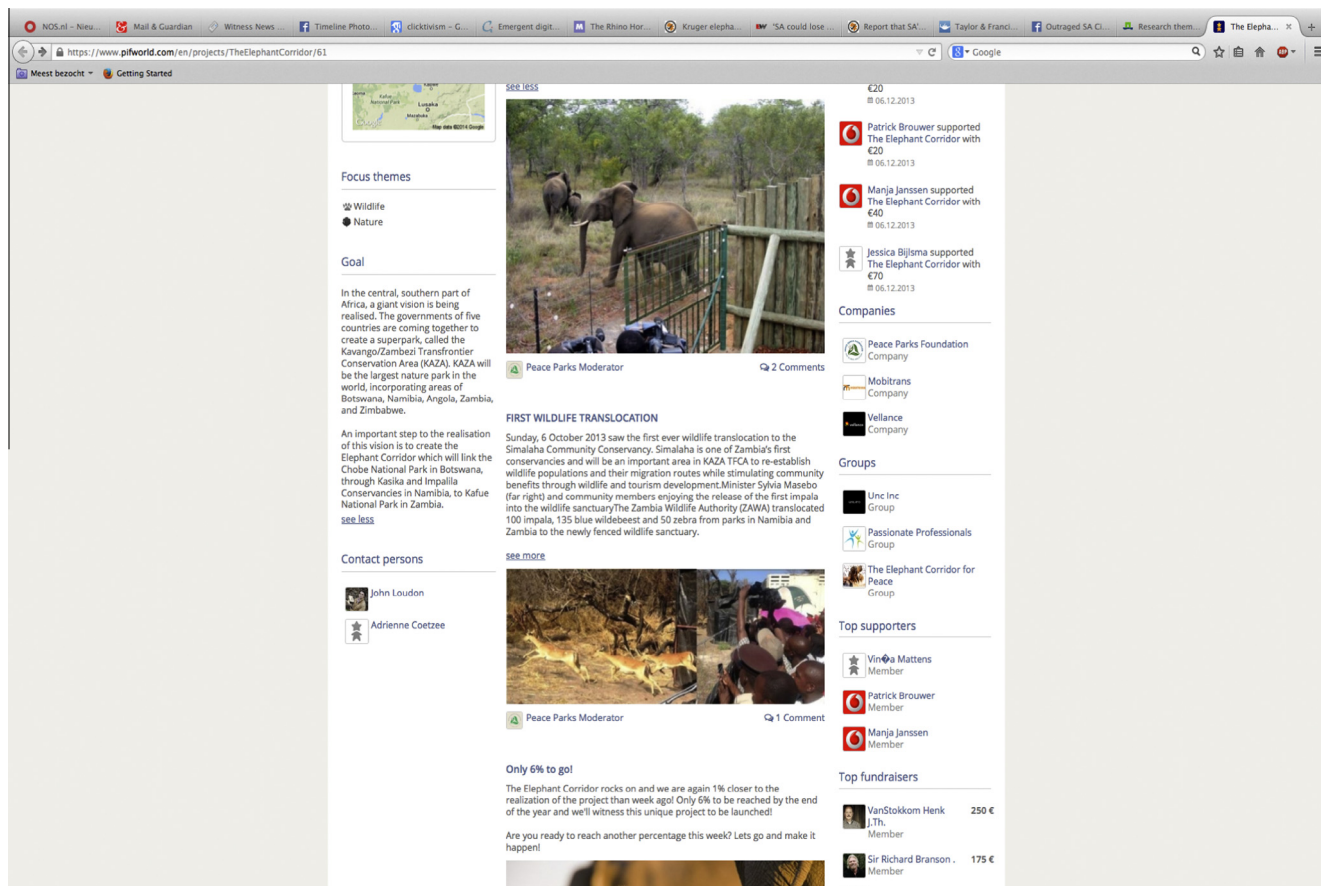 NOS.nl – Nieu...
Mail & Guardian
Witness News ...
Timeline Photo...
clicktivism – G...
Emergent digit...
The Rhino Hor...
Kruger elepha...
"SA could lose ...
Report that SA'...
Taylor & Franci...
Outraged SA Ci...
Research them...
The Elepha...
https://www.pifworld.com/en/projects/TheElephantCorridor/61
Google
Meest bezocht
Getting Started
Kafue
National Park
Lusaka
Mazabuka
Map data ©2014 Google
Focus themes
Wildlife
Nature
Goal
In the central, southern part of
Africa, a giant vision is being
realised. The governments of five
countries are coming together to
create a superpark, called the
Kavango/Zambezi Transfrontier
Conservation Area (KAZA). KAZA will
be the largest nature park in the
world, incorporating areas of
Botswana, Namibia, Angola, Zambia,
and Zimbabwe.
An important step to the realisation
of this vision is to create the
Elephant Corridor which will link the
Chobe National Park in Botswana,
through Kasika and Impalila
Conservancies in Namibia, to Kafue
National Park in Zambia.
see less
Contact persons
John Loudon
Adrienne Coetzee
see less
Peace Parks Moderator
2 Comments
FIRST WILDLIFE TRANSLOCATION
Sunday, 6 October 2013 saw the first ever wildlife translocation to the
Simalaha Community Conservancy. Simalaha is one of Zambia's first
conservancies and will be an important area in KAZA TFCA to re-establish
wildlife populations and their migration routes while stimulating community
benefits through wildlife and tourism development.Minister Sylvia Masebo
(far right) and community members enjoying the release of the first impala
into the wildlife sanctuaryThe Zambia Wildlife Authority (ZAWA) translocated
100 impala, 135 blue wildebeest and 50 zebra from parks in Namibia and
Zambia to the newly fenced wildlife sanctuary.
see more
Peace Parks Moderator
1 Comment
Only 6% to go!
The Elephant Corridor rocks on and we are again 1% closer to the
realization of the project than week ago! Only 6% to be reached by the end
of the year and we'll witness this unique project to be launched!
Are you ready to reach another percentage this week? Lets go and make it
happen!
€20
06.12.2013
Patrick Brouwer supported
The Elephant Corridor with
€20
06.12.2013
Manja Janssen supported
The Elephant Corridor with
€40
06.12.2013
Jessica Bijlsma supported
The Elephant Corridor with
€70
06.12.2013
Companies
Peace Parks Foundation
Company
Mobitrans
Company
Vellance
Company
Groups
Unc Inc
Group
Passionate Professionals
Group
The Elephant Corridor for
Peace
Group
Top supporters
Vin�a Mattens
Member
Patrick Brouwer
Member
Manja Janssen
Member
Top fundraisers
VanStokkom Henk 250 €
J.Th.
Member
Sir Richard Branson . 175 €
Member